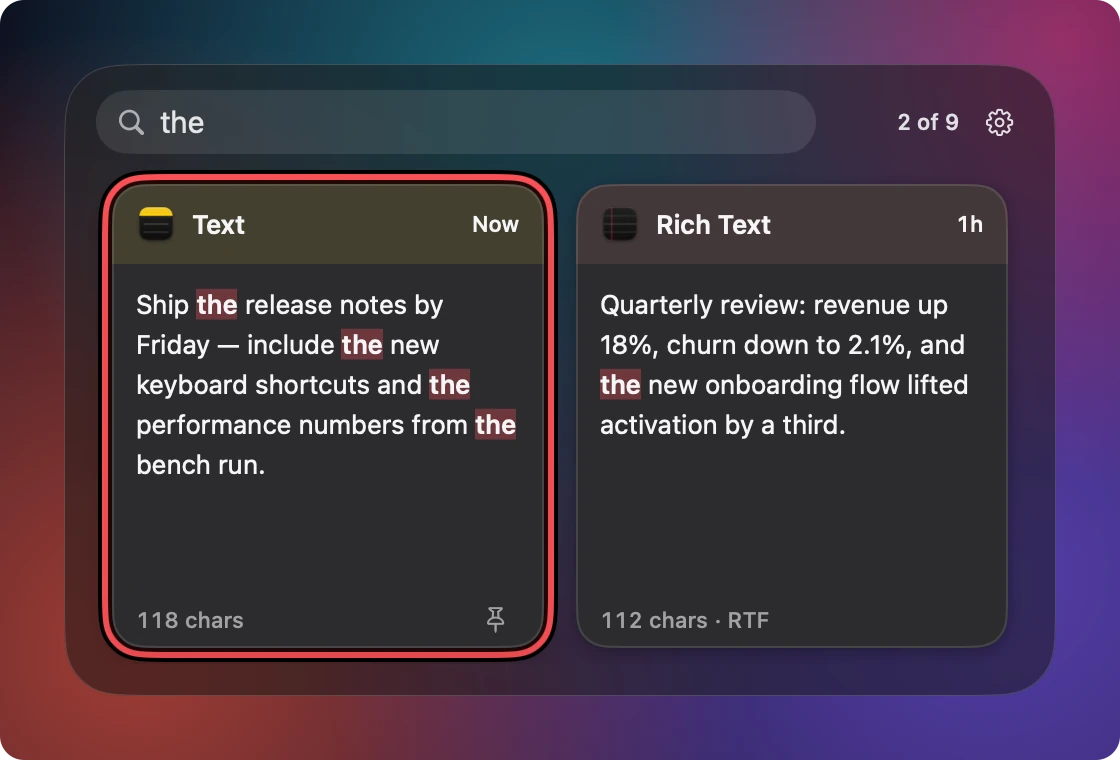 the
2 of 9
Text
Now
Ship the release notes by
Friday — include the new
keyboard shortcuts and the
performance numbers from the
bench run.
118 chars
Rich Text
1h
Quarterly review: revenue up
18%, churn down to 2.1%, and
the new onboarding flow lifted
activation by a third.
112 chars · RTF